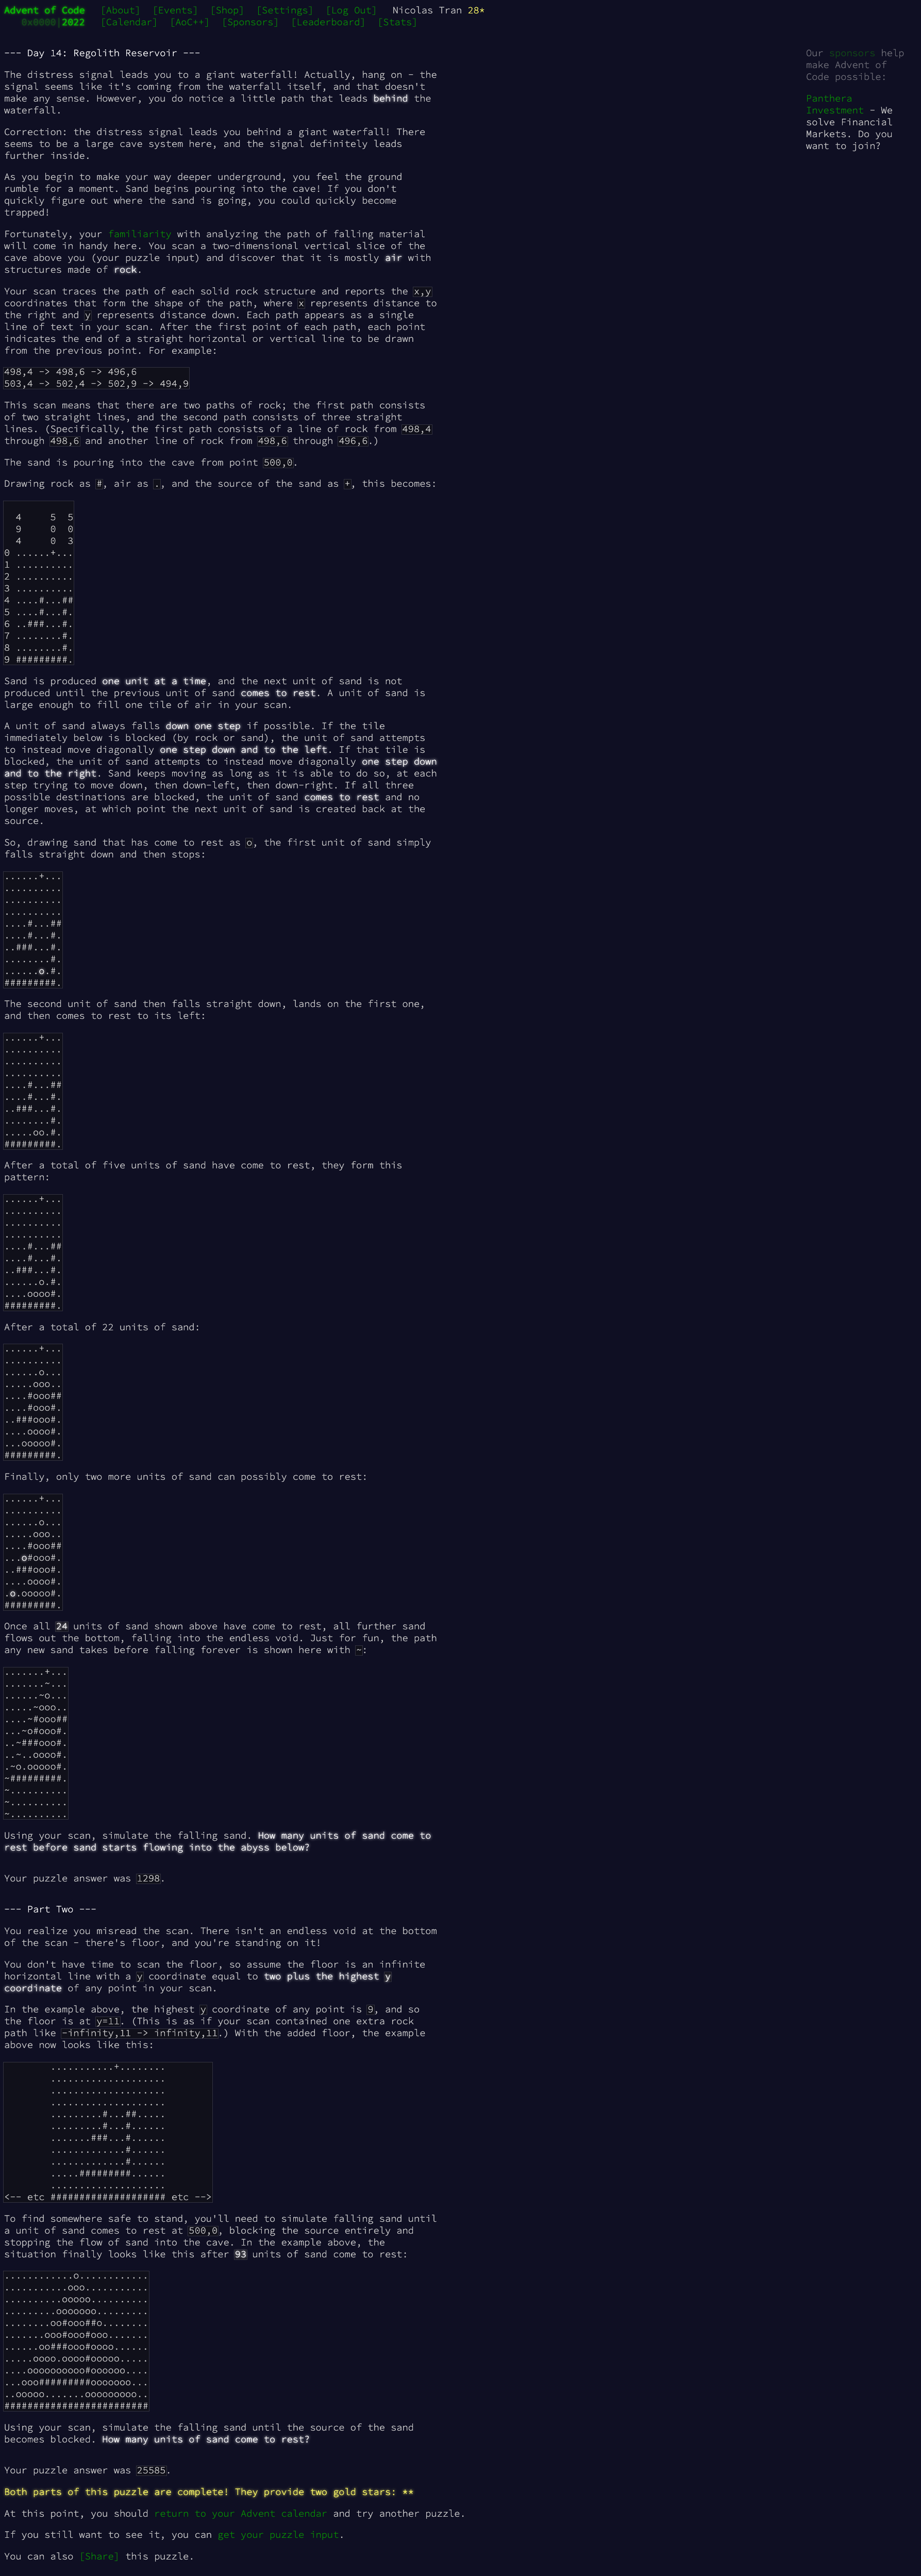 Advent of Code [About] [Events] [Shop] [Settings] [Log Out] Nicolas Tran 28*
0x0000|2022 [Calendar] [AoC++] [Sponsors] [Leaderboard] [Stats]
Our sponsors help
make Advent of
Code possible:
Panthera
Investment - We
solve Financial
Markets. Do you
want to join?
--- Day 14: Regolith Reservoir ---
The distress signal leads you to a giant waterfall! Actually, hang on - the
signal seems like it's coming from the waterfall itself, and that doesn't
make any sense. However, you do notice a little path that leads behind the
waterfall.
Correction: the distress signal leads you behind a giant waterfall! There
seems to be a large cave system here, and the signal definitely leads
further inside.
As you begin to make your way deeper underground, you feel the ground
rumble for a moment. Sand begins pouring into the cave! If you don't
quickly figure out where the sand is going, you could quickly become
trapped!
Fortunately, your familiarity with analyzing the path of falling material
will come in handy here. You scan a two-dimensional vertical slice of the
cave above you (your puzzle input) and discover that it is mostly air with
structures made of rock.
Your scan traces the path of each solid rock structure and reports the x,y
coordinates that form the shape of the path, where x represents distance to
the right and y represents distance down. Each path appears as a single
line of text in your scan. After the first point of each path, each point
indicates the end of a straight horizontal or vertical line to be drawn
from the previous point. For example:
498,4 -> 498,6 -> 496,6
503,4 -> 502,4 -> 502,9 -> 494,9
This scan means that there are two paths of rock; the first path consists
of two straight lines, and the second path consists of three straight
lines. (Specifically, the first path consists of a line of rock from 498,4
through 498,6 and another line of rock from 498,6 through 496,6.)
The sand is pouring into the cave from point 500,0.
Drawing rock as #, air as ., and the source of the sand as +, this becomes:
  4     5  5
  9     0  0
  4     0  3
0 ......+...
1 ..........
2 ..........
3 ..........
4 ....#...##
5 ....#...#.
6 ..###...#.
7 ........#.
8 ........#.
9 #########.
Sand is produced one unit at a time, and the next unit of sand is not
produced until the previous unit of sand comes to rest. A unit of sand is
large enough to fill one tile of air in your scan.
A unit of sand always falls down one step if possible. If the tile
immediately below is blocked (by rock or sand), the unit of sand attempts
to instead move diagonally one step down and to the left. If that tile is
blocked, the unit of sand attempts to instead move diagonally one step down
and to the right. Sand keeps moving as long as it is able to do so, at each
step trying to move down, then down-left, then down-right. If all three
possible destinations are blocked, the unit of sand comes to rest and no
longer moves, at which point the next unit of sand is created back at the
source.
So, drawing sand that has come to rest as o, the first unit of sand simply
falls straight down and then stops:
......+...
..........
..........
..........
....#...##
....#...#.
..###...#.
........#.
......o.#.
#########.
The second unit of sand then falls straight down, lands on the first one,
and then comes to rest to its left:
......+...
..........
..........
..........
....#...##
....#...#.
..###...#.
........#.
.....oo.#.
#########.
After a total of five units of sand have come to rest, they form this
pattern:
......+...
..........
..........
..........
....#...##
....#...#.
..###...#.
......o.#.
....oooo#.
#########.
After a total of 22 units of sand:
......+...
..........
......o...
.....ooo..
....#ooo##
....#ooo#.
..###ooo#.
....oooo#.
...ooooo#.
#########.
Finally, only two more units of sand can possibly come to rest:
......+...
..........
......o...
.....ooo..
....#ooo##
...o#ooo#.
..###ooo#.
....oooo#.
.o.ooooo#.
#########.
Once all 24 units of sand shown above have come to rest, all further sand
flows out the bottom, falling into the endless void. Just for fun, the path
any new sand takes before falling forever is shown here with ~:
.......+...
.......~...
......~o...
.....~ooo..
....~#ooo##
...~o#ooo#.
..~###ooo#.
..~..oooo#.
.~o.ooooo#.
~#########.
~..........
~..........
~..........
Using your scan, simulate the falling sand. How many units of sand come to
rest before sand starts flowing into the abyss below?
Your puzzle answer was 1298.
--- Part Two ---
You realize you misread the scan. There isn't an endless void at the bottom
of the scan - there's floor, and you're standing on it!
You don't have time to scan the floor, so assume the floor is an infinite
horizontal line with a y coordinate equal to two plus the highest y
coordinate of any point in your scan.
In the example above, the highest y coordinate of any point is 9, and so
the floor is at y=11. (This is as if your scan contained one extra rock
path like -infinity,11 -> infinity,11.) With the added floor, the example
above now looks like this:
        ...........+........
        ....................
        ....................
        ....................
        .........#...##.....
        .........#...#......
        .......###...#......
        .............#......
        .............#......
        .....#########......
        ....................
<-- etc #################### etc -->
To find somewhere safe to stand, you'll need to simulate falling sand until
a unit of sand comes to rest at 500,0, blocking the source entirely and
stopping the flow of sand into the cave. In the example above, the
situation finally looks like this after 93 units of sand come to rest:
............o............
...........ooo...........
..........ooooo..........
.........ooooooo.........
........oo#ooo##o........
.......ooo#ooo#ooo.......
......oo###ooo#oooo......
.....oooo.oooo#ooooo.....
....oooooooooo#oooooo....
...ooo#########ooooooo...
..ooooo.......ooooooooo..
#########################
Using your scan, simulate the falling sand until the source of the sand
becomes blocked. How many units of sand come to rest?
Your puzzle answer was 25585.
Both parts of this puzzle are complete! They provide two gold stars: **
At this point, you should return to your Advent calendar and try another puzzle.
If you still want to see it, you can get your puzzle input.
You can also [Share] this puzzle.